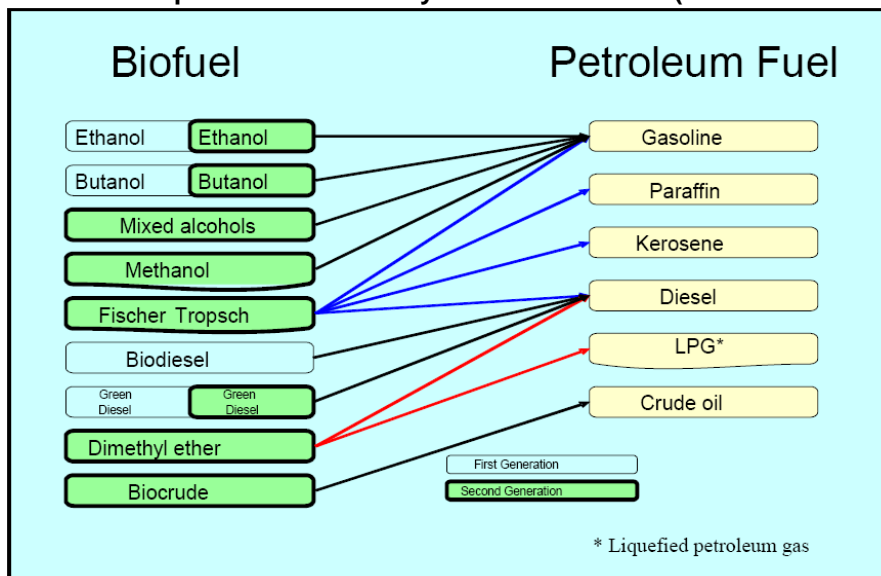 Biofuel
Petroleum Fuel
Ethanol
Ethanol
Gasoline
Butanol
Butanol
Paraffin
Mixed alcohols
Kerosene
Methanol
Diesel
Fischer Tropsch
LPG*
Biodiesel
Green
Diesel
Green
Diesel
Crude oil
Dimethyl ether
First Generation
Biocrude
Second Generation
* Liquefied petroleum gas